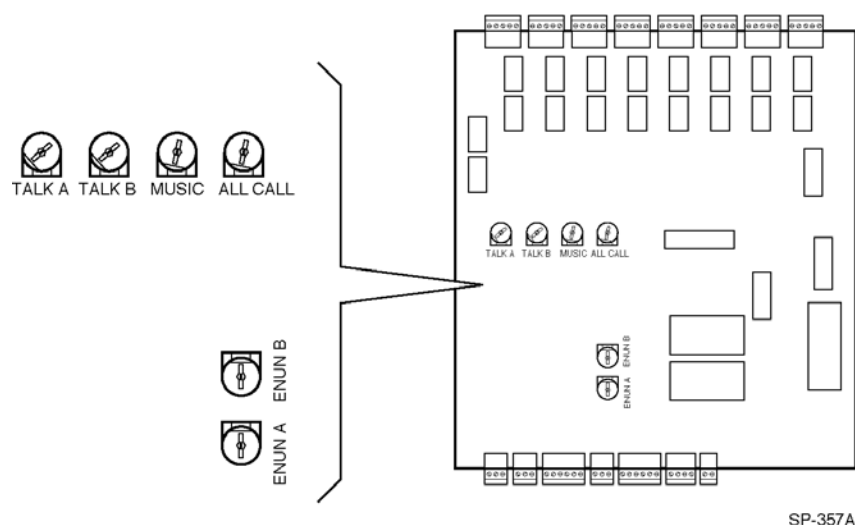 TALK A TALK B MUSIC ALL CALL
ENUN B
ENUN A
TALK A TALK B MUSIC ALL CALL
ENUN B
ENUN A
SP-357A